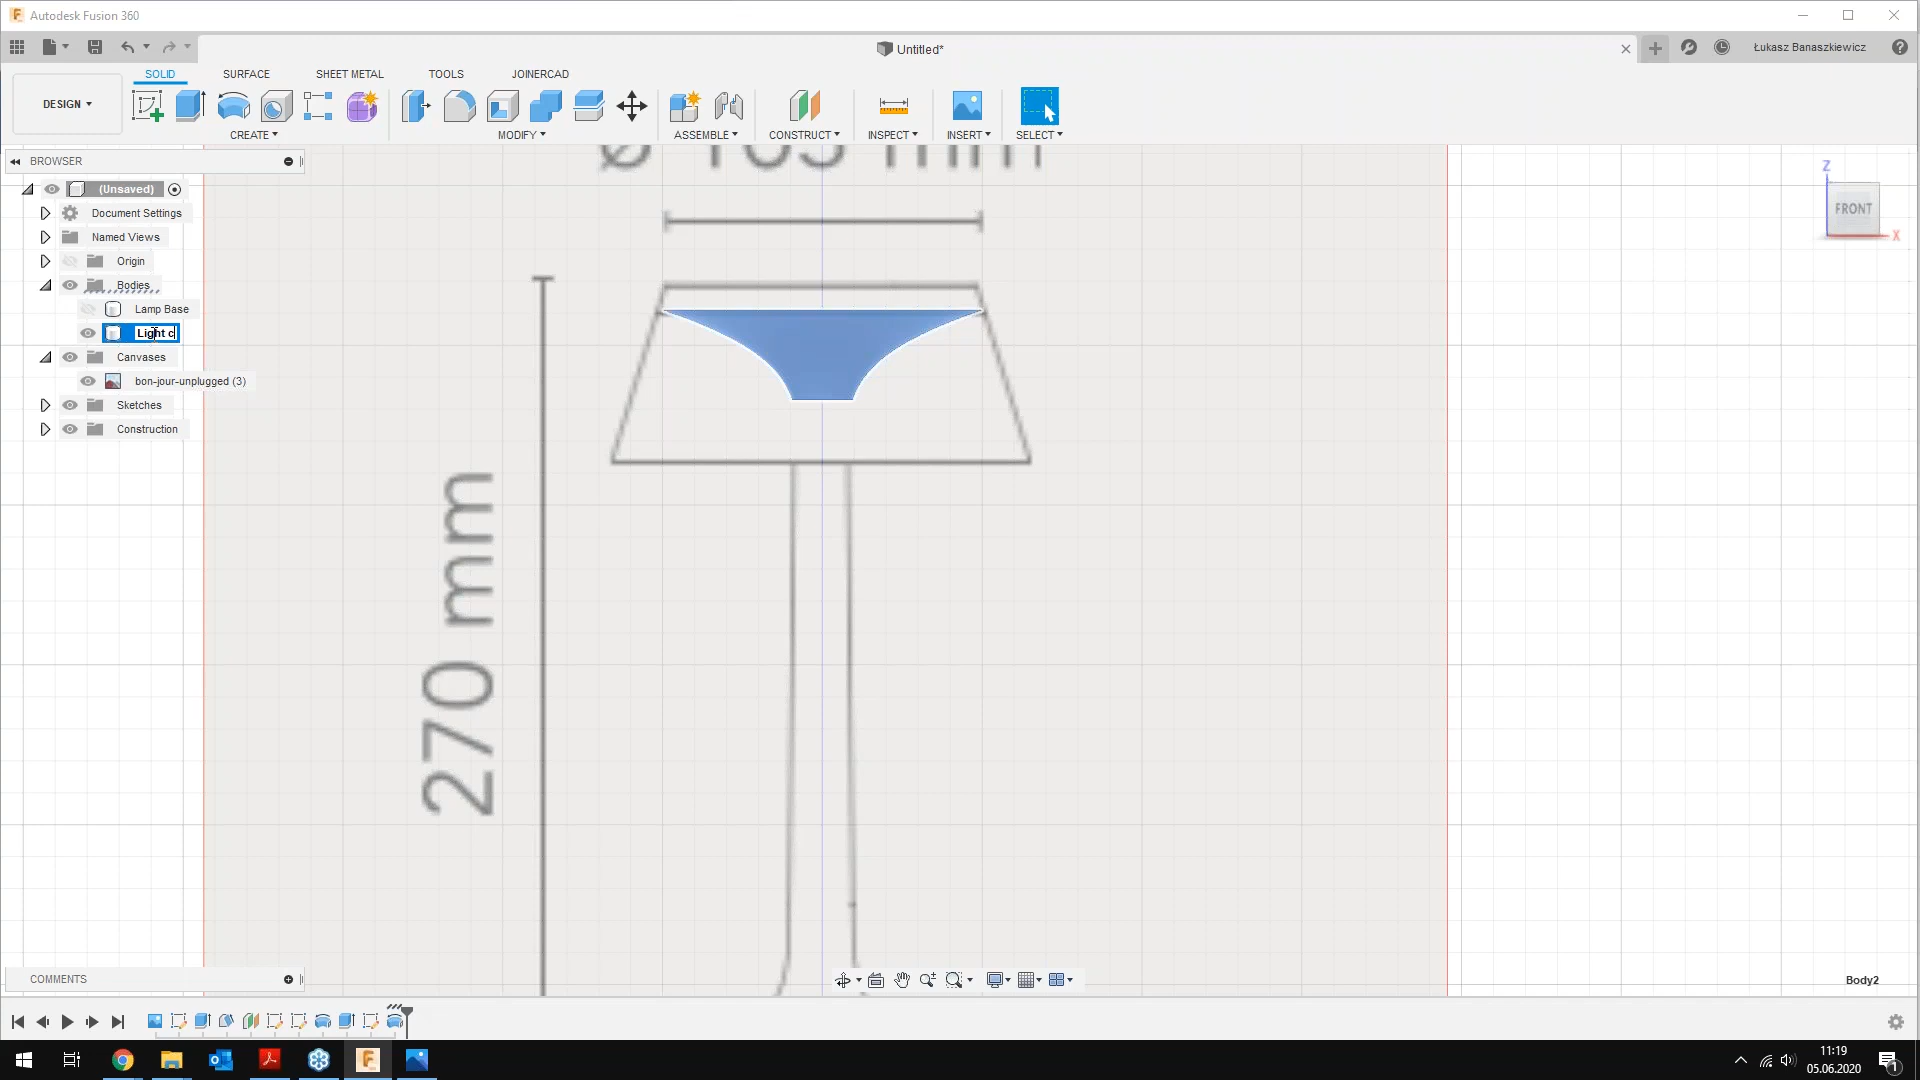 Autodesk Fusion 360
Untitled*
Łukasz Banaszkiewicz
DESIGN
SOLID
SURFACE
SHEET METAL
TOOLS
JOINERCAD
CREATE
MODIFY
ASSEMBLE
CONSTRUCT
INSPECT
INSERT
SELECT
BROWSER
(Unsaved)
Document Settings
Named Views
Origin
Bodies
Lamp Base
Light c
Canvases
bon-jour-unplugged (3)
Sketches
Construction
270 mm
Z
FRONT
X
COMMENTS
Body2
11:19
05.06.2020
1